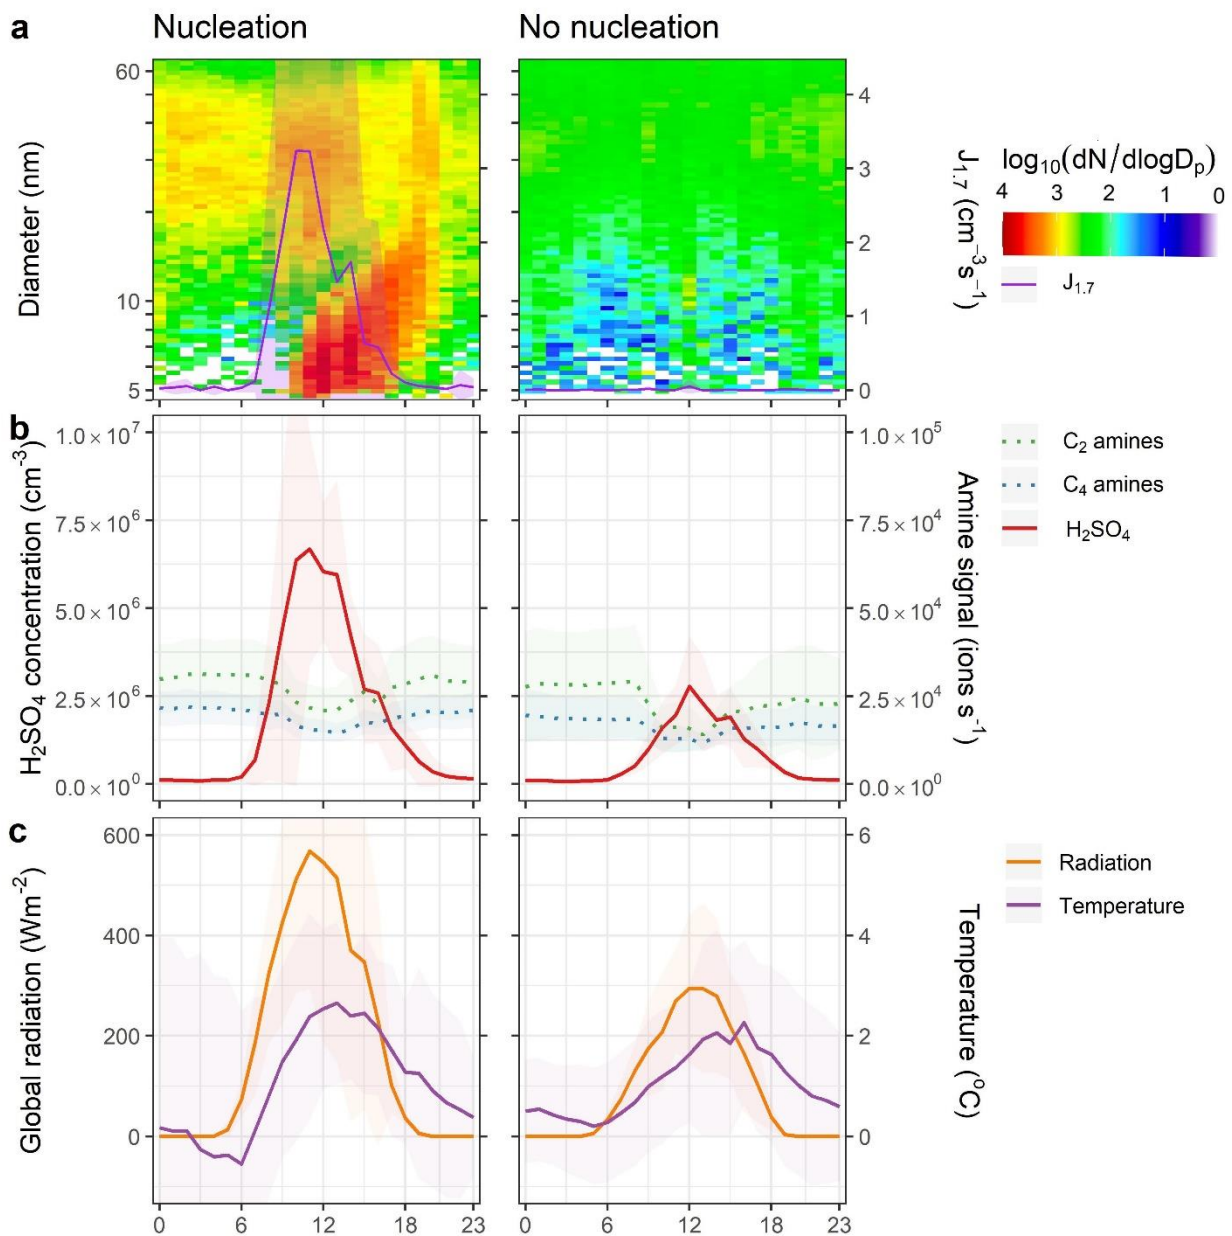 a
Nucleation
No nucleation
Diameter (nm)
60
10
5
4
3
2
1
0
J₁.₇ (cm⁻³s⁻¹)
log₁₀(dN/dlogDₚ)
4 3 2 1 0
J₁.₇
b
H₂SO₄ concentration (cm⁻³)
1.0 × 10⁷
7.5 × 10⁶
5.0 × 10⁶
2.5 × 10⁶
0.0 × 10⁰
1.0 × 10⁵
7.5 × 10⁴
5.0 × 10⁴
2.5 × 10⁴
0.0 × 10⁰
Amine signal (ions s⁻¹)
C₂ amines
C₄ amines
H₂SO₄
c
Global radiation (Wm⁻²)
600
400
200
0
6
4
2
0
Temperature (°C)
Radiation
Temperature
0 6 12 18 23
0 6 12 18 23